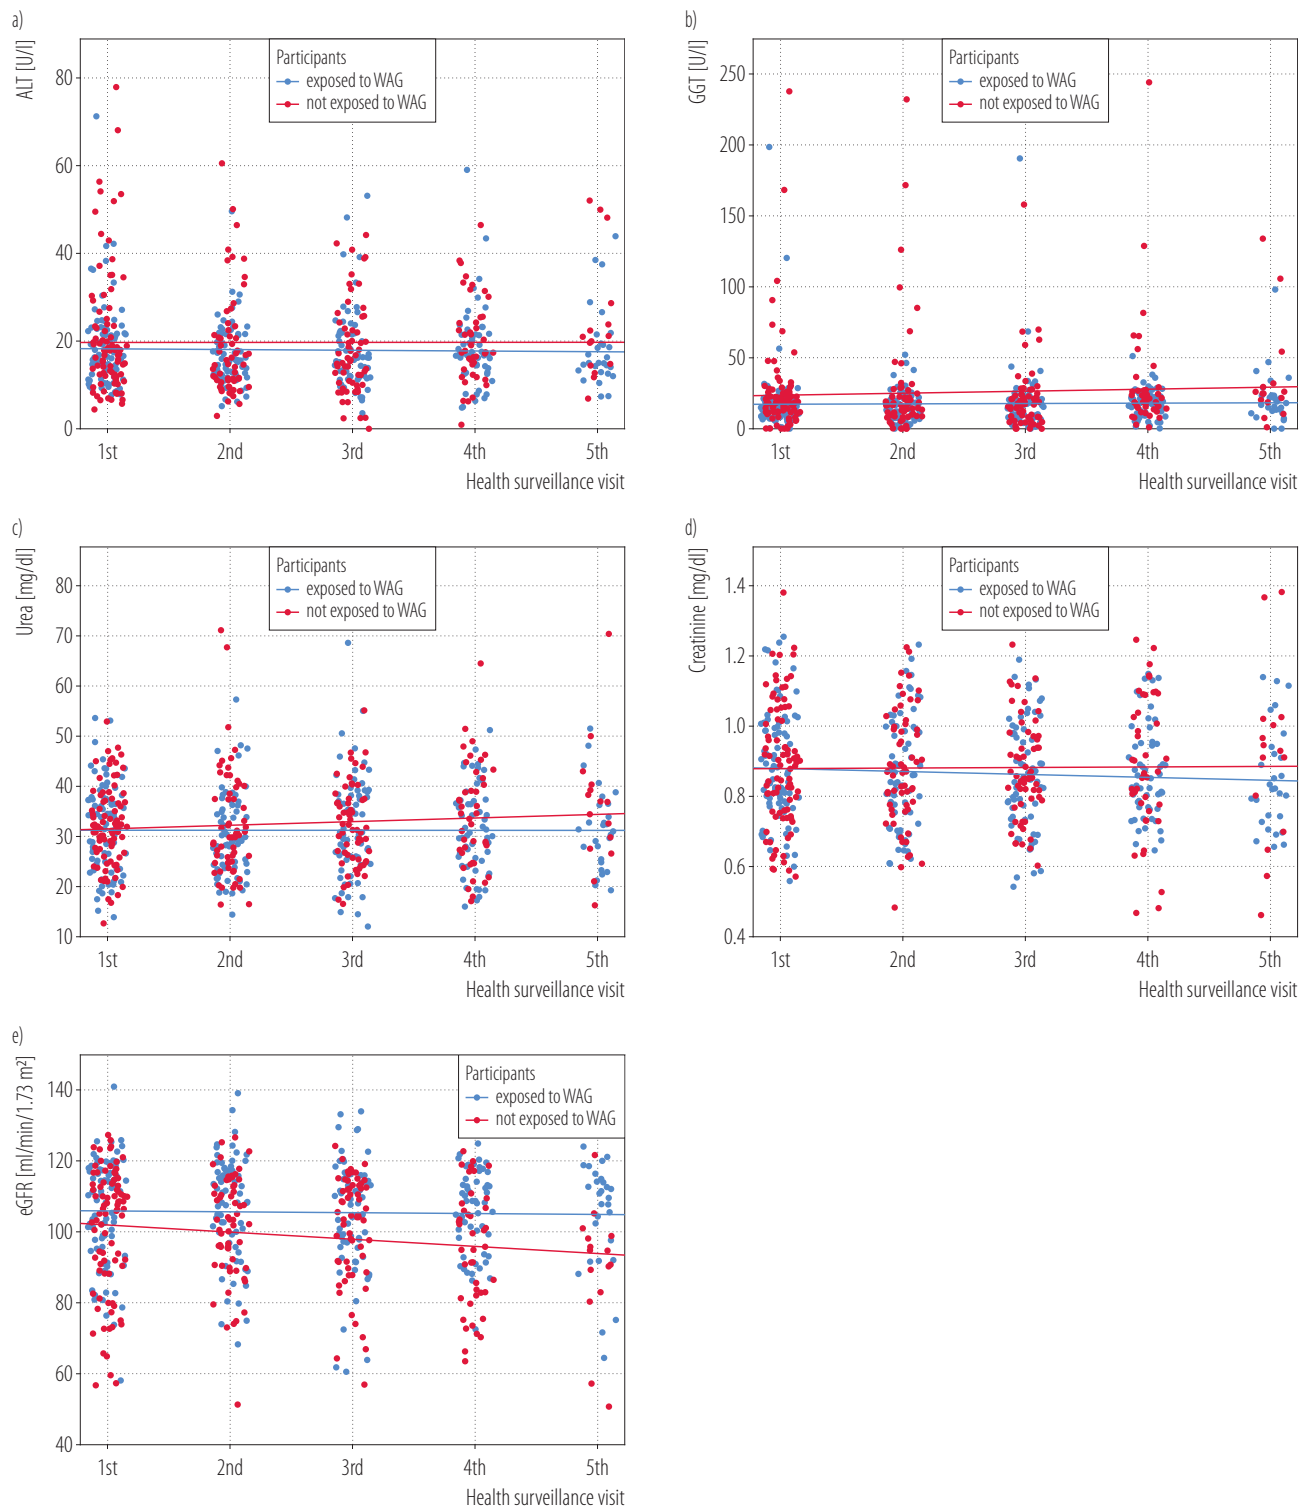 a)
ALT [U/l]
Participants
exposed to WAG
not exposed to WAG
80
60
40
20
0
1st 2nd 3rd 4th 5th
Health surveillance visit
b)
GGT [U/l]
Participants
exposed to WAG
not exposed to WAG
250
200
150
100
50
0
1st 2nd 3rd 4th 5th
Health surveillance visit
c)
Urea [mg/dl]
Participants
exposed to WAG
not exposed to WAG
80
70
60
50
40
30
20
10
1st 2nd 3rd 4th 5th
Health surveillance visit
d)
Creatinine [mg/dl]
Participants
exposed to WAG
not exposed to WAG
1.4
1.2
1.0
0.8
0.6
0.4
1st 2nd 3rd 4th 5th
Health surveillance visit
e)
eGFR [ml/min/1.73 m²]
Participants
exposed to WAG
not exposed to WAG
140
120
100
80
60
40
1st 2nd 3rd 4th 5th
Health surveillance visit